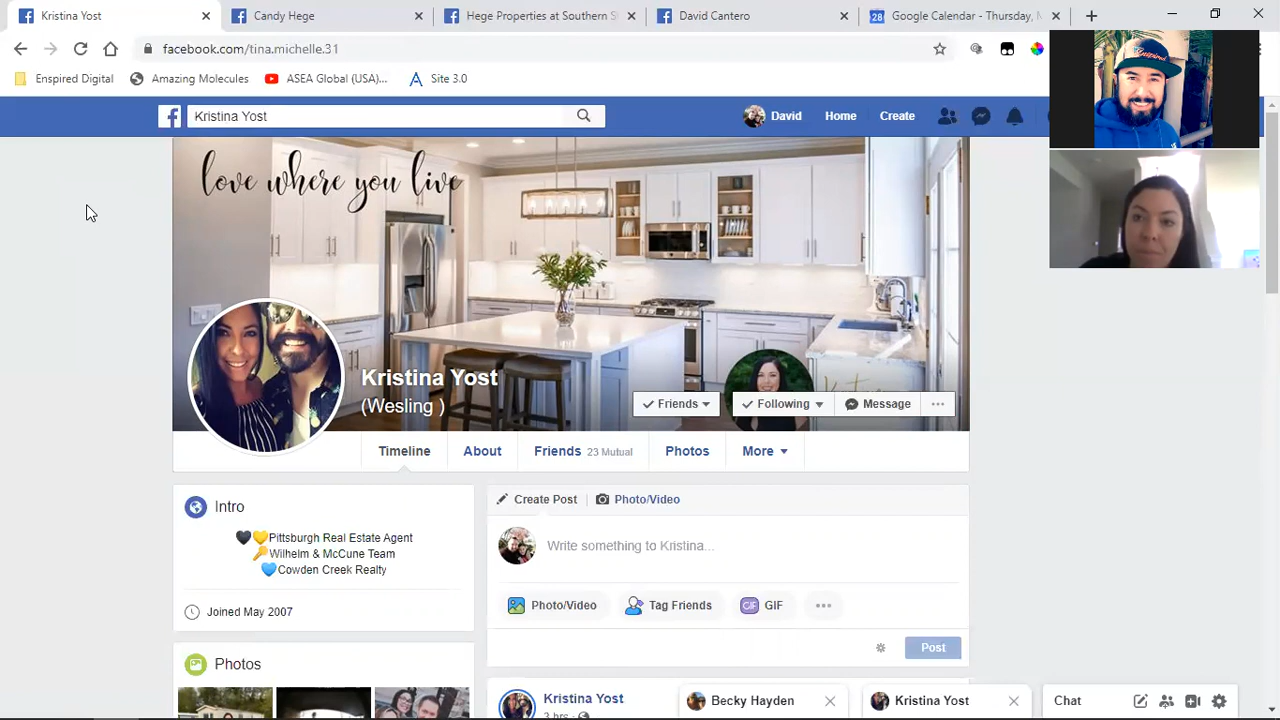 Kristina Yost
Candy Hege
Hege Properties at Southern S
David Cantero
28 Google Calendar - Thursday, M
facebook.com/tina.michelle.31
Enspired Digital
Amazing Molecules
ASEA Global (USA)...
Site 3.0
Kristina Yost
David
Home
Create
love where you live
Kristina Yost
(Wesling )
Friends
Following
Message
Timeline
About
Friends 23 Mutual
Photos
More
Intro
Pittsburgh Real Estate Agent
Wilhelm & McCune Team
Cowden Creek Realty
Joined May 2007
Photos
Create Post
Photo/Video
Write something to Kristina...
Photo/Video
Tag Friends
GIF
Post
Kristina Yost
3 hrs
Becky Hayden
Kristina Yost
Chat